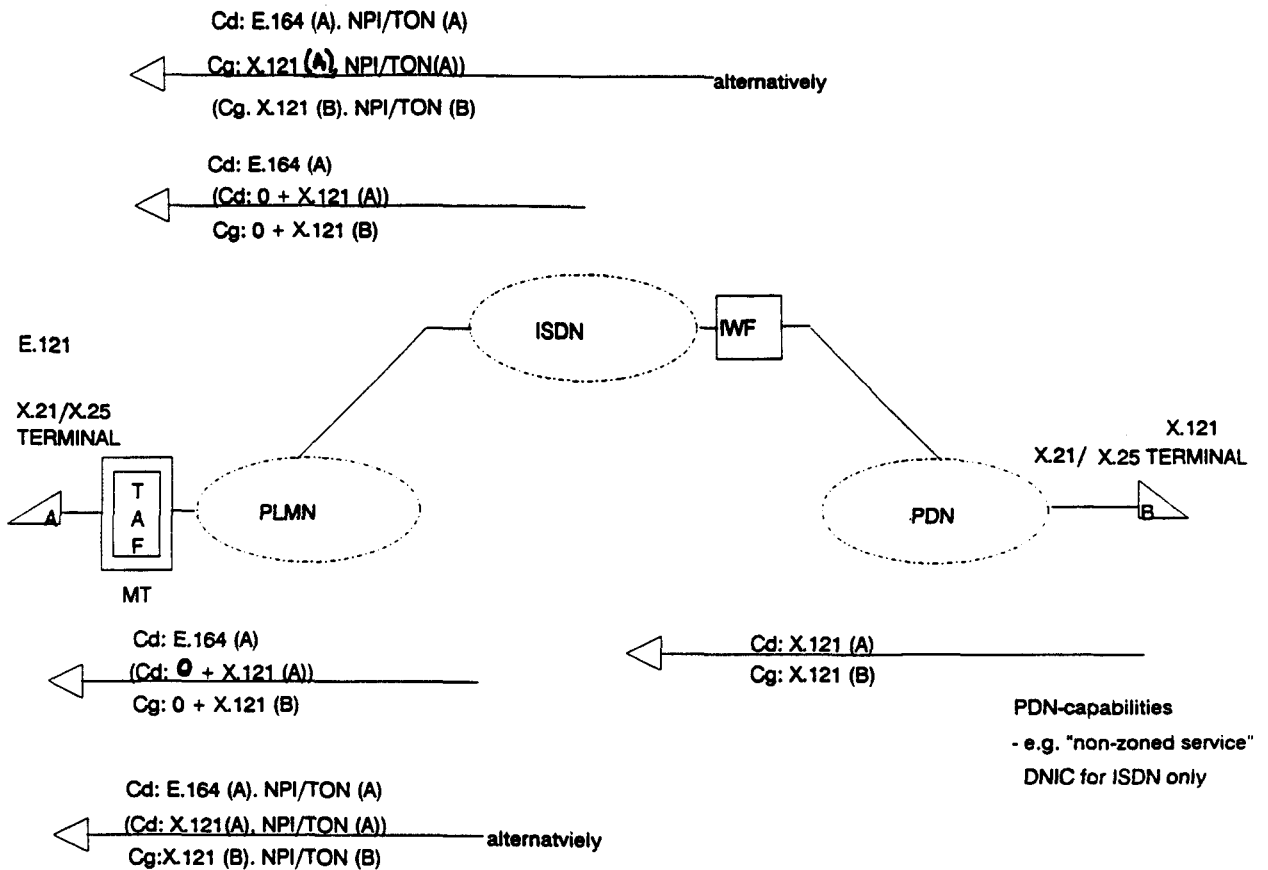 Cd: E.164 (A). NPI/TON (A)
Cg: X.121 (A), NPI/TON(A))
alternatively
(Cg. X.121 (B). NPI/TON (B)
Cd: E.164 (A)
(Cd: 0 + X.121 (A))
Cg: 0 + X.121 (B)
ISDN
IWF
E.121
X.21/X.25
TERMINAL
X.121
X.21/ X.25 TERMINAL
T
A
F
A
PLMN
PDN
B
MT
Cd: E.164 (A)
(Cd: 0 + X.121 (A))
Cg: 0 + X.121 (B)
Cd: X.121 (A)
Cg: X.121 (B)
PDN-capabilities
- e.g. "non-zoned service"
DNIC for ISDN only
Cd: E.164 (A). NPI/TON (A)
(Cd: X.121(A), NPI/TON (A))
alternatviely
Cg:X.121 (B). NPI/TON (B)